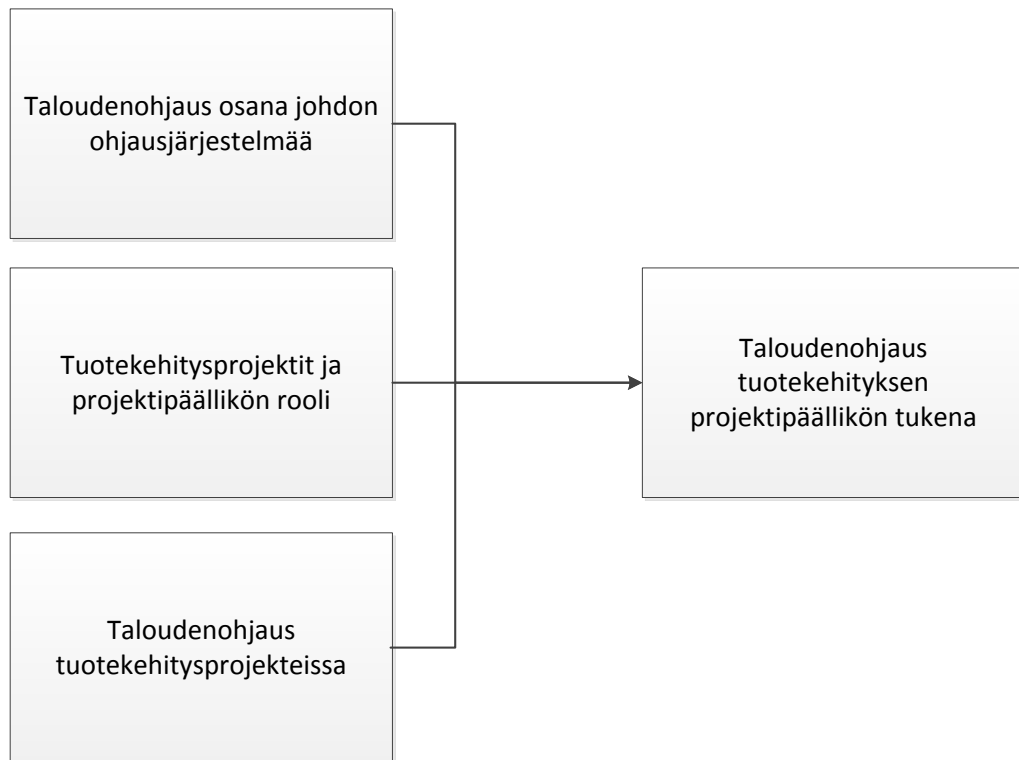 Taloudenohjaus osana johdon
ohjausjärjestelmää
Tuotekehitysprojektit ja
projektipäällikön rooli
Taloudenohjaus
tuotekehityksen
projektipäällikön tukena
Taloudenohjaus
tuotekehitysprojekteissa